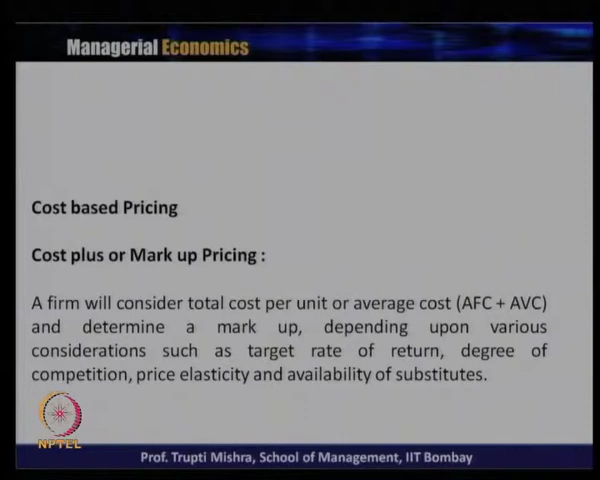 Managerial Economics
Cost based Pricing
Cost plus or Mark up Pricing :
A firm will consider total cost per unit or average cost (AFC + AVC)
and determine a mark up, depending upon various
considerations such as target rate of return, degree of
competition, price elasticity and availability of substitutes.
NPTEL
Prof. Trupti Mishra, School of Management, IIT Bombay